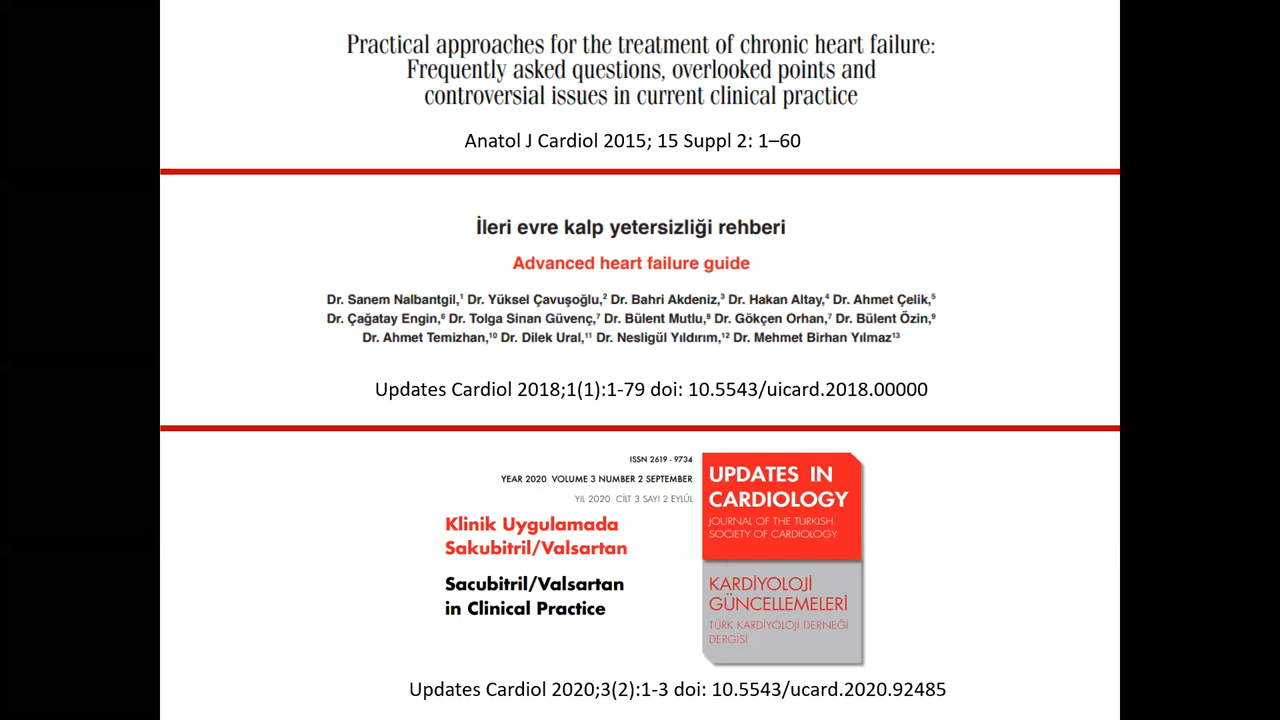 Practical approaches for the treatment of chronic heart failure:
Frequently asked questions, overlooked points and
controversial issues in current clinical practice
Anatol J Cardiol 2015; 15 Suppl 2: 1–60
İleri evre kalp yetersizliği rehberi
Advanced heart failure guide
Dr. Sanem Nalbantgil,¹ Dr. Yüksel Çavuşoğlu,² Dr. Bahri Akdeniz,³ Dr. Hakan Altay,⁴ Dr. Ahmet Çelik,⁵
Dr. Çağatay Engin,⁶ Dr. Tolga Sinan Güvenç,⁷ Dr. Bülent Mutlu,⁸ Dr. Gökçen Orhan,⁷ Dr. Bülent Özin,⁹
Dr. Ahmet Temizhan,¹⁰ Dr. Dilek Ural,¹¹ Dr. Nesligül Yıldırım,¹² Dr. Mehmet Birhan Yılmaz¹³
Updates Cardiol 2018;1(1):1-79 doi: 10.5543/uicard.2018.00000
ISSN 2619 - 9734
YEAR 2020 VOLUME 3 NUMBER 2 SEPTEMBER
YIL 2020 CİLT 3 SAYI 2 EYLÜL
Klinik Uygulamada
Sakubitril/Valsartan
Sacubitril/Valsartan
in Clinical Practice
UPDATES IN
CARDIOLOGY
JOURNAL OF THE TURKISH
SOCIETY OF CARDIOLOGY
KARDİYOLOJİ
GÜNCELLEMELERİ
TÜRK KARDİYOLOJİ DERNEĞİ
DERGİSİ
Updates Cardiol 2020;3(2):1-3 doi: 10.5543/ucard.2020.92485